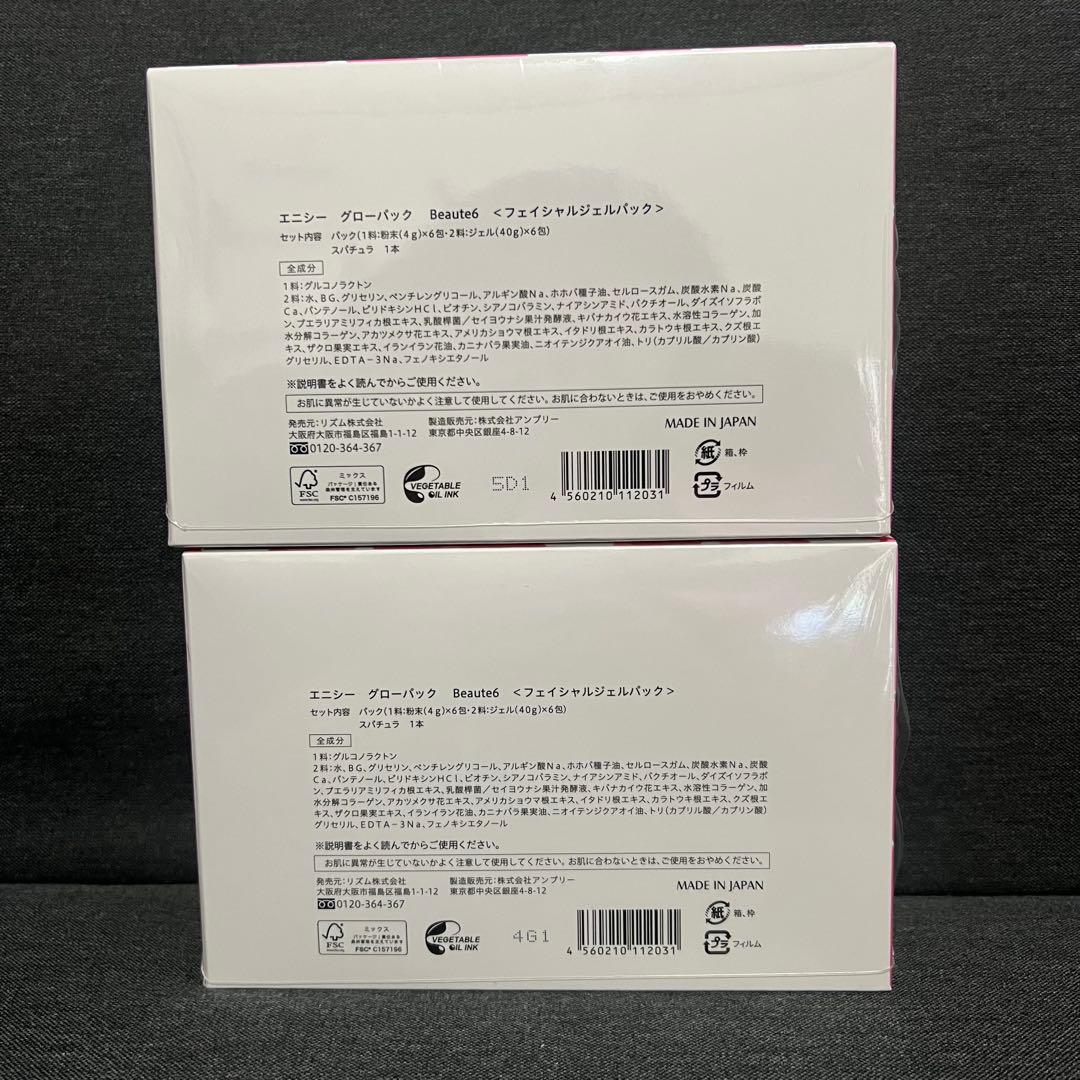 エニシー グローパック Beaute6 <フェイシャルジェルパック>
セット内容 パック(1料:粉末(4g)×6包・2料:ジェル(40g)×6包)
スパチュラ 1本
全成分
1料:グルコノラクトン
2料:水、BG、グリセリン、ペンチレングリコール、アルギン酸Na、ホホバ種子油、セルロースガム、炭酸水素Na、炭酸
Ca、パンテノール、ピリドキシンHCl、ビオチン、シアノコバラミン、ナイアシンアミド、バクチオール、ダイズイソフラボ
ン、プエラリアミリフィカ根エキス、乳酸桿菌/セイヨウナシ果汁発酵液、キバナカイウ花エキス、水溶性コラーゲン、加
水分解コラーゲン、アカツメクサ花エキス、アメリカショウマ根エキス、イタドリ根エキス、カラトウキ根エキス、クズ根エ
キス、ザクロ果実エキス、イランイラン花油、カニナバラ果実油、ニオイテンジクアオイ油、トリ(カプリル酸/カプリン酸)
グリセリル、EDTA-3Na、フェノキシエタノール
※説明書をよく読んでからご使用ください。
お肌に異常が生じていないかよく注意して使用してください。お肌に合わないときは、ご使用をおやめください。
発売元:リズム株式会社 製造販売元:株式会社アンプリー MADE IN JAPAN
大阪府大阪市福島区福島1-1-12 東京都中央区銀座4-8-12
0120-364-367
紙 箱、枠
FSC ミックス
パッケージ|責任ある
森林管理を支えています
FSC® C157196
VEGETABLE
OIL INK
5D1
4 560210 112031
プラ フィルム
エニシー グローパック Beaute6 <フェイシャルジェルパック>
セット内容 パック(1料:粉末(4g)×6包・2料:ジェル(40g)×6包)
スパチュラ 1本
全成分
1料:グルコノラクトン
2料:水、BG、グリセリン、ペンチレングリコール、アルギン酸Na、ホホバ種子油、セルロースガム、炭酸水素Na、炭酸
Ca、パンテノール、ピリドキシンHCl、ビオチン、シアノコバラミン、ナイアシンアミド、バクチオール、ダイズイソフラボ
ン、プエラリアミリフィカ根エキス、乳酸桿菌/セイヨウナシ果汁発酵液、キバナカイウ花エキス、水溶性コラーゲン、加
水分解コラーゲン、アカツメクサ花エキス、アメリカショウマ根エキス、イタドリ根エキス、カラトウキ根エキス、クズ根エ
キス、ザクロ果実エキス、イランイラン花油、カニナバラ果実油、ニオイテンジクアオイ油、トリ(カプリル酸/カプリン酸)
グリセリル、EDTA-3Na、フェノキシエタノール
※説明書をよく読んでからご使用ください。
お肌に異常が生じていないかよく注意して使用してください。お肌に合わないときは、ご使用をおやめください。
発売元:リズム株式会社 製造販売元:株式会社アンプリー MADE IN JAPAN
大阪府大阪市福島区福島1-1-12 東京都中央区銀座4-8-12
0120-364-367
紙 箱、枠
FSC ミックス
パッケージ|責任ある
森林管理を支えています
FSC® C157196
VEGETABLE
OIL INK
4G1
4 560210 112031
プラ フィルム